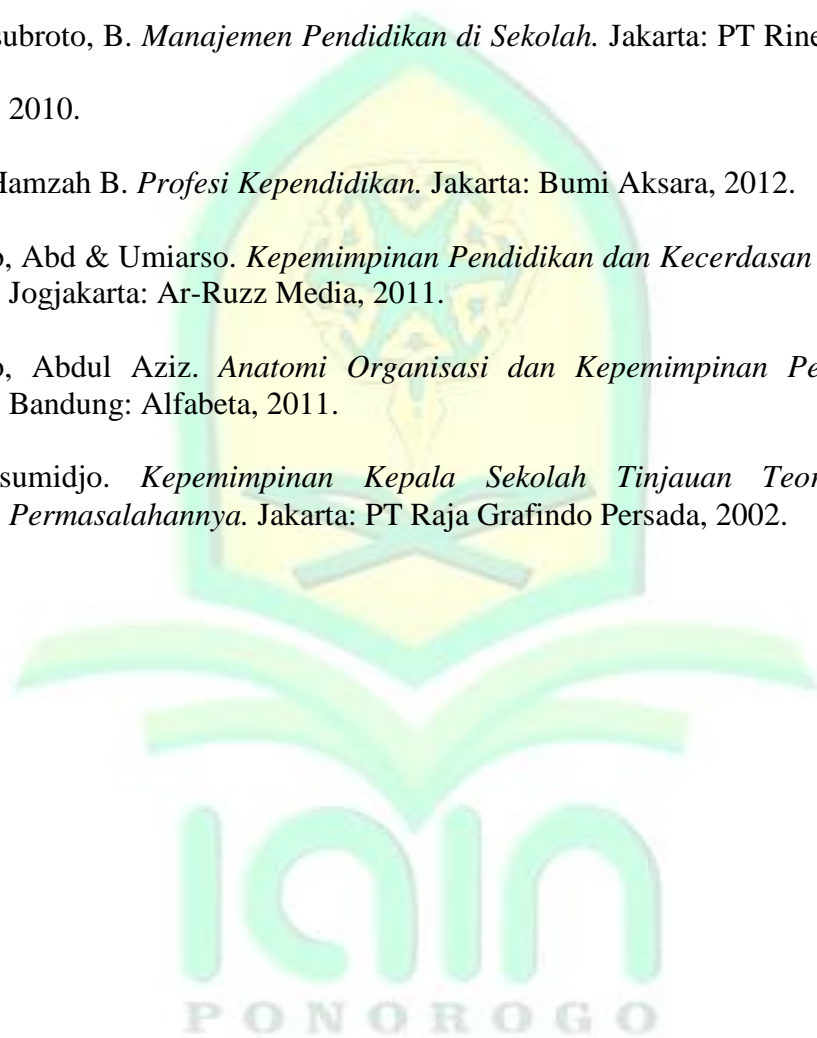 subroto, B. Manajemen Pendidikan di Sekolah. Jakarta: PT Rine
2010.
Hamzah B. Profesi Kependidikan. Jakarta: Bumi Aksara, 2012.
o, Abd & Umiarso. Kepemimpinan Pendidikan dan Kecerdasan
Jogjakarta: Ar-Ruzz Media, 2011.
o, Abdul Aziz. Anatomi Organisasi dan Kepemimpinan Pe
Bandung: Alfabeta, 2011.
sumidjo. Kepemimpinan Kepala Sekolah Tinjauan Teor
Permasalahannya. Jakarta: PT Raja Grafindo Persada, 2002.
iain
PONOROGO